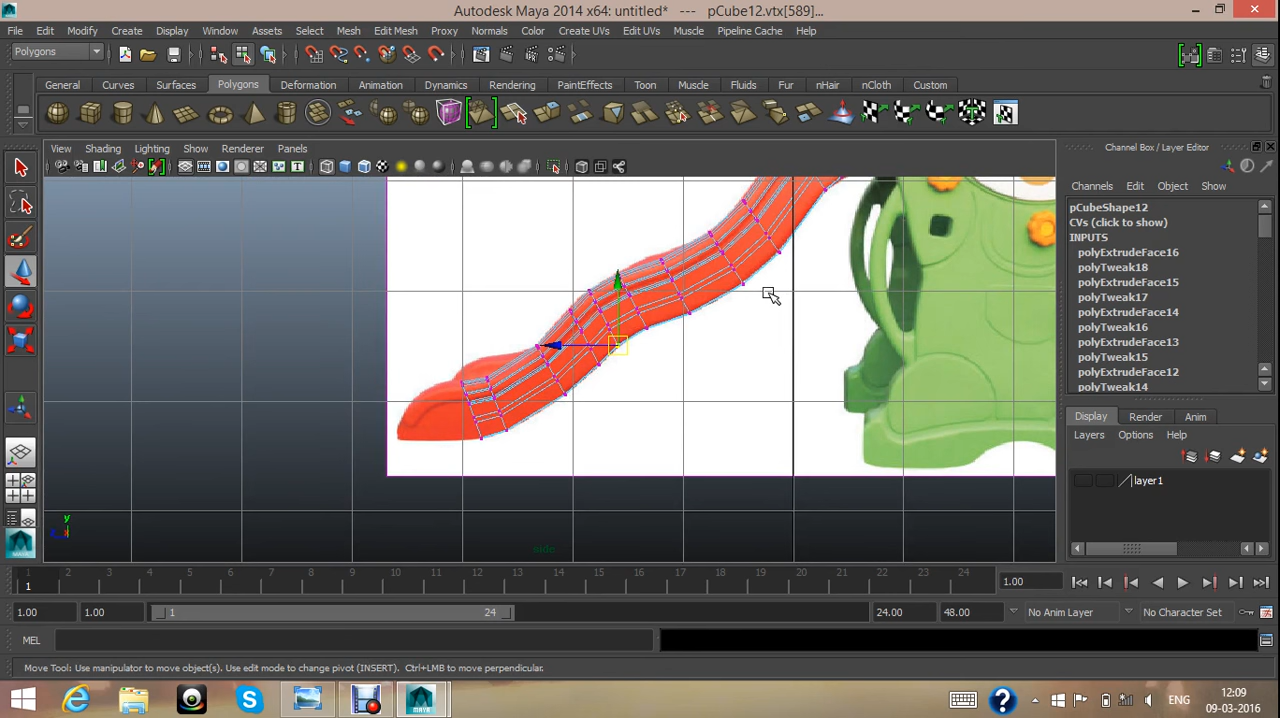 Autodesk Maya 2014 x64: untitled* --- pCube12.vtx[589]...
File Edit Modify Create Display Window Assets Select Mesh Edit Mesh Proxy Normals Color Create UVs Edit UVs Muscle Pipeline Cache Help
Polygons
General Curves Surfaces Polygons Deformation Animation Dynamics Rendering PaintEffects Toon Muscle Fluids Fur nHair nCloth Custom
View Shading Lighting Show Renderer Panels
Channel Box / Layer Editor
Channels Edit Object Show
pCubeShape12
CVs (click to show)
INPUTS
polyExtrudeFace16
polyTweak18
polyExtrudeFace15
polyTweak17
polyExtrudeFace14
polyTweak16
polyExtrudeFace13
polyTweak15
polyExtrudeFace12
polyTweak14
Display Render Anim
Layers Options Help
layer1
y
x
side
1 2 3 4 5 6 7 8 9 10 11 12 13 14 15 16 17 18 19 20 21 22 23 24
1
1.00
1.00 1.00 1 24 24.00 48.00 No Anim Layer No Character Set
MEL
Move Tool: Use manipulator to move object(s). Use edit mode to change pivot (INSERT). Ctrl+LMB to move perpendicular.
ENG
12:09
09-03-2016